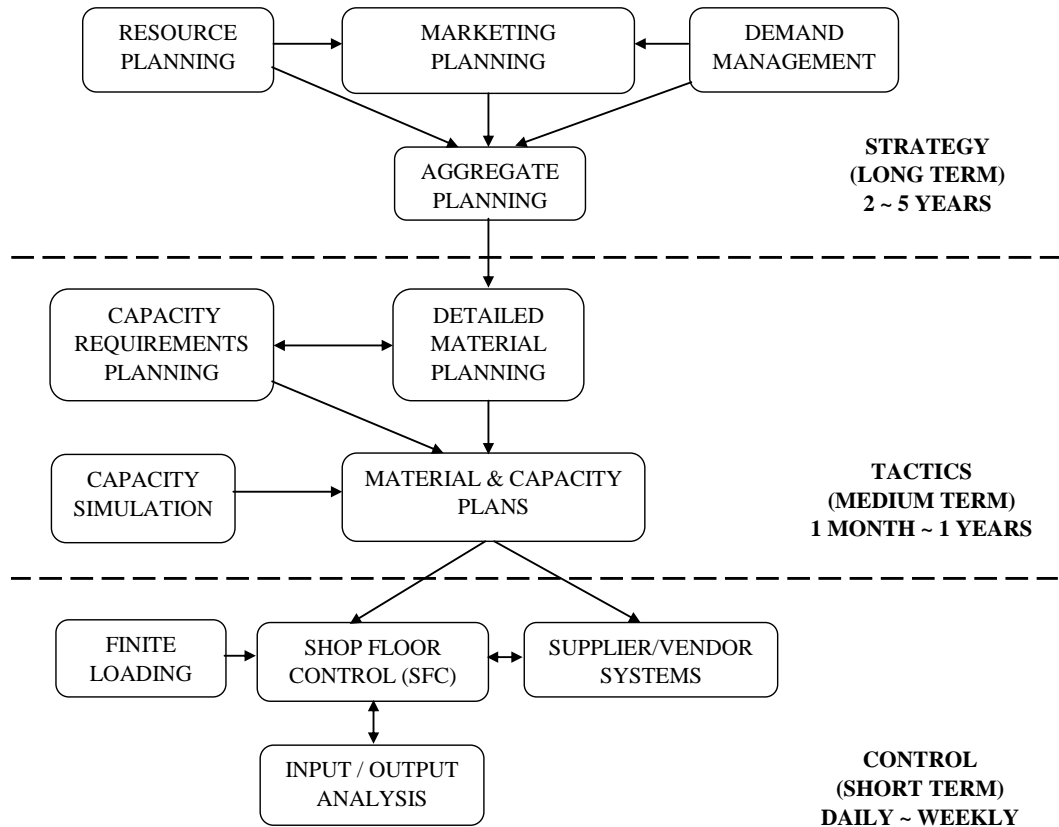 RESOURCE
PLANNING
MARKETING
PLANNING
DEMAND
MANAGEMENT
AGGREGATE
PLANNING
STRATEGY
(LONG TERM)
2 ~ 5 YEARS
CAPACITY
REQUIREMENTS
PLANNING
DETAILED
MATERIAL
PLANNING
CAPACITY
SIMULATION
MATERIAL & CAPACITY
PLANS
TACTICS
(MEDIUM TERM)
1 MONTH ~ 1 YEARS
FINITE
LOADING
SHOP FLOOR
CONTROL (SFC)
SUPPLIER/VENDOR
SYSTEMS
INPUT / OUTPUT
ANALYSIS
CONTROL
(SHORT TERM)
DAILY ~ WEEKLY